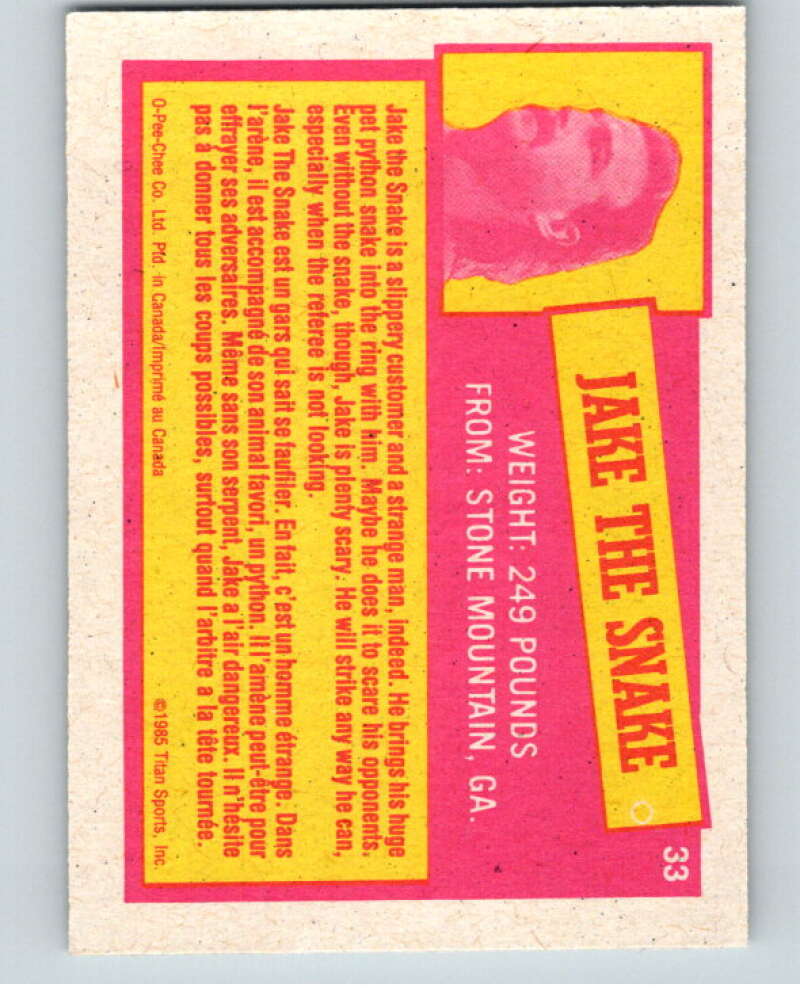 33
JAKE THE SNAKE
WEIGHT: 249 POUNDS
FROM: STONE MOUNTAIN, GA.
Jake the Snake is a slippery customer and a strange man, indeed. He brings his huge
pet python snake into the ring with him. Maybe he does it to scare his opponents.
Even without the snake, though, Jake is plenty scary. He will strike any way he can,
especially when the referee is not looking.
Jake The Snake est un gars qui sait se faufiler. En fait, c'est un homme étrange. Dans
l'arène, il est accompagné de son animal favori, un python. Il l'amène peut-être pour
effrayer ses adversaires. Même sans son serpent, Jake a l'air dangereux. Il n'hésite
pas à donner tous les coups possibles, surtout quand l'arbitre a la tête tournée.
O-Pee-Chee Co. Ltd. Ptd. in Canada/Imprimé au Canada ©1985 Titan Sports, Inc.